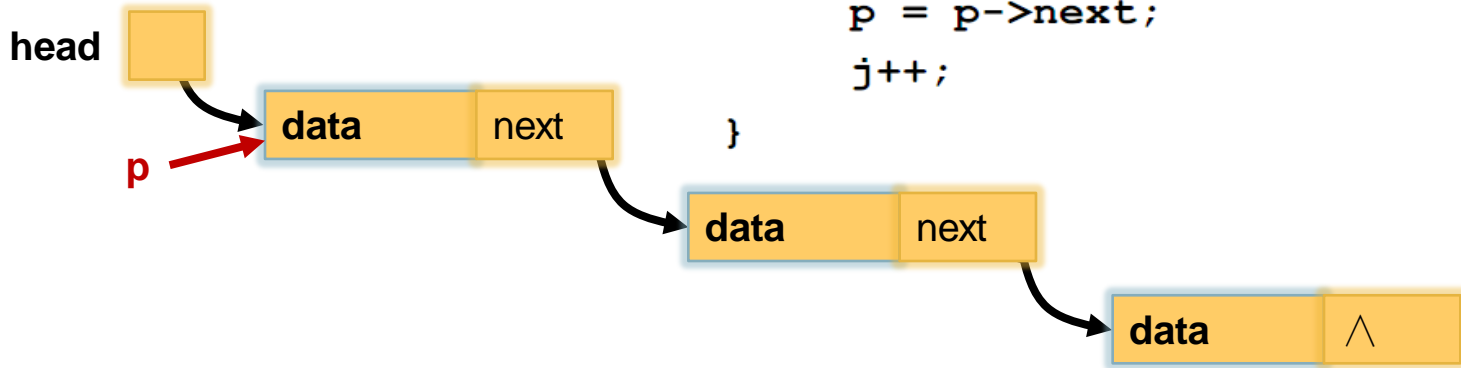 p = p->next;
head
j++;
data next
}
p
data next
data ∧